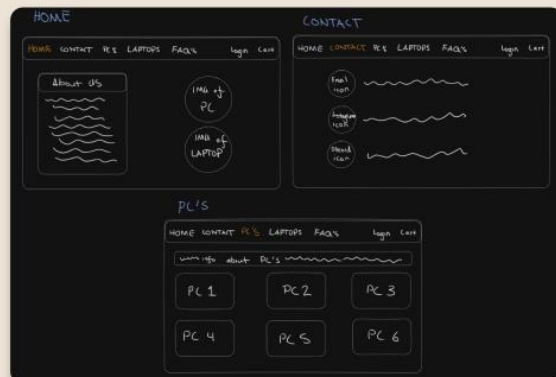 HOME
HOME CONTACT PC'S LAPTOPS FAQ'S Login Cart
About US
IMG of
PC
IMG of
LAPTOP
CONTACT
HOME CONTACT PC'S LAPTOPS FAQ'S Login Cart
Email
icon
Instagram
icon
Discord
icon
PC'S
HOME CONTACT PC'S LAPTOPS FAQ'S Login Cart
info about PC'S
PC 1 PC 2 PC 3
PC 4 PC 5 PC 6